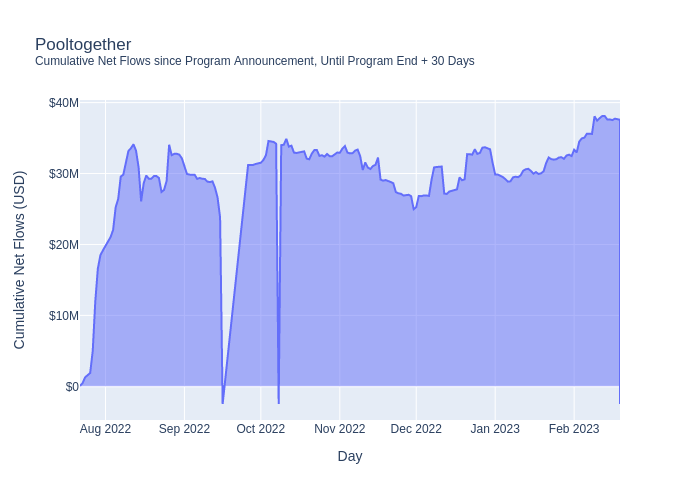 Pooltogether
Cumulative Net Flows since Program Announcement, Until Program End + 30 Days
Cumulative Net Flows (USD)
$40M
$30M
$20M
$10M
$0
Aug 2022
Sep 2022
Oct 2022
Nov 2022
Dec 2022
Jan 2023
Feb 2023
Day